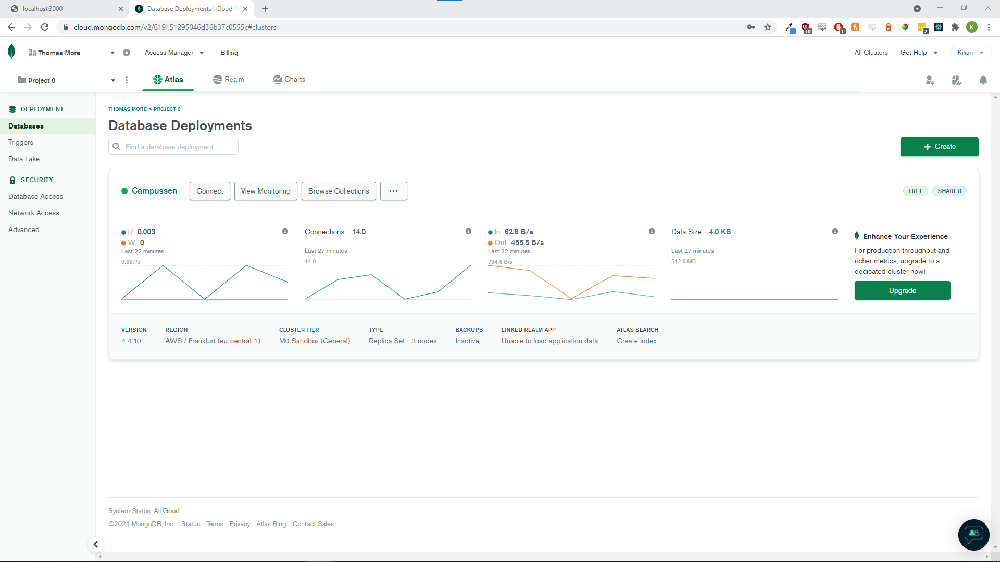 localhost:3000
Database Deployments | Cloud:
cloud.mongodb.com/v2/619151295046d36b37c0555c#clusters
10
1
2
K
Thomas More
Access Manager
Billing
All Clusters
Get Help
Kilian
Project 0
Atlas
Realm
Charts
DEPLOYMENT
Databases
Triggers
Data Lake
SECURITY
Database Access
Network Access
Advanced
THOMAS MORE > PROJECT 0
Database Deployments
Find a database deployment...
+ Create
Campussen
Connect
View Monitoring
Browse Collections
...
FREE
SHARED
R 0.003
W 0
Last 22 minutes
0.007/s
Connections 14.0
Last 27 minutes
14.0
In 62.8 B/s
Out 455.5 B/s
Last 22 minutes
734.0 B/s
Data Size 4.0 KB
Last 27 minutes
512.0 MB
Enhance Your Experience
For production throughput and
richer metrics, upgrade to a
dedicated cluster now!
Upgrade
VERSION
4.4.10
REGION
AWS / Frankfurt (eu-central-1)
CLUSTER TIER
M0 Sandbox (General)
TYPE
Replica Set - 3 nodes
BACKUPS
Inactive
LINKED REALM APP
Unable to load application data
ATLAS SEARCH
Create Index
System Status: All Good
©2021 MongoDB, Inc. Status Terms Privacy Atlas Blog Contact Sales